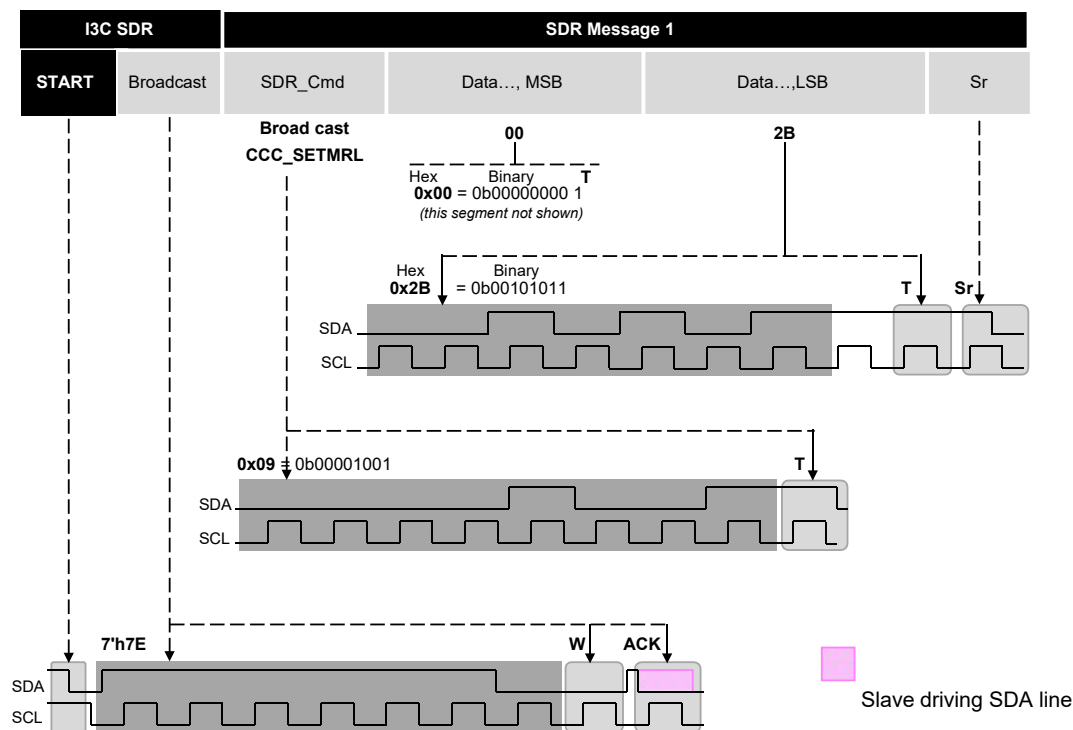 I3C SDR
SDR Message 1
START
Broadcast
SDR_Cmd
Data…, MSB
Data…,LSB
Sr
Broad cast
CCC_SETMRL
00
2B
Hex Binary T
0x00 = 0b00000000 1
(this segment not shown)
Hex Binary
0x2B = 0b00101011
T
Sr
SDA
SCL
0x09 = 0b00001001
T
SDA
SCL
7'h7E
W
ACK
SDA
SCL
Slave driving SDA line